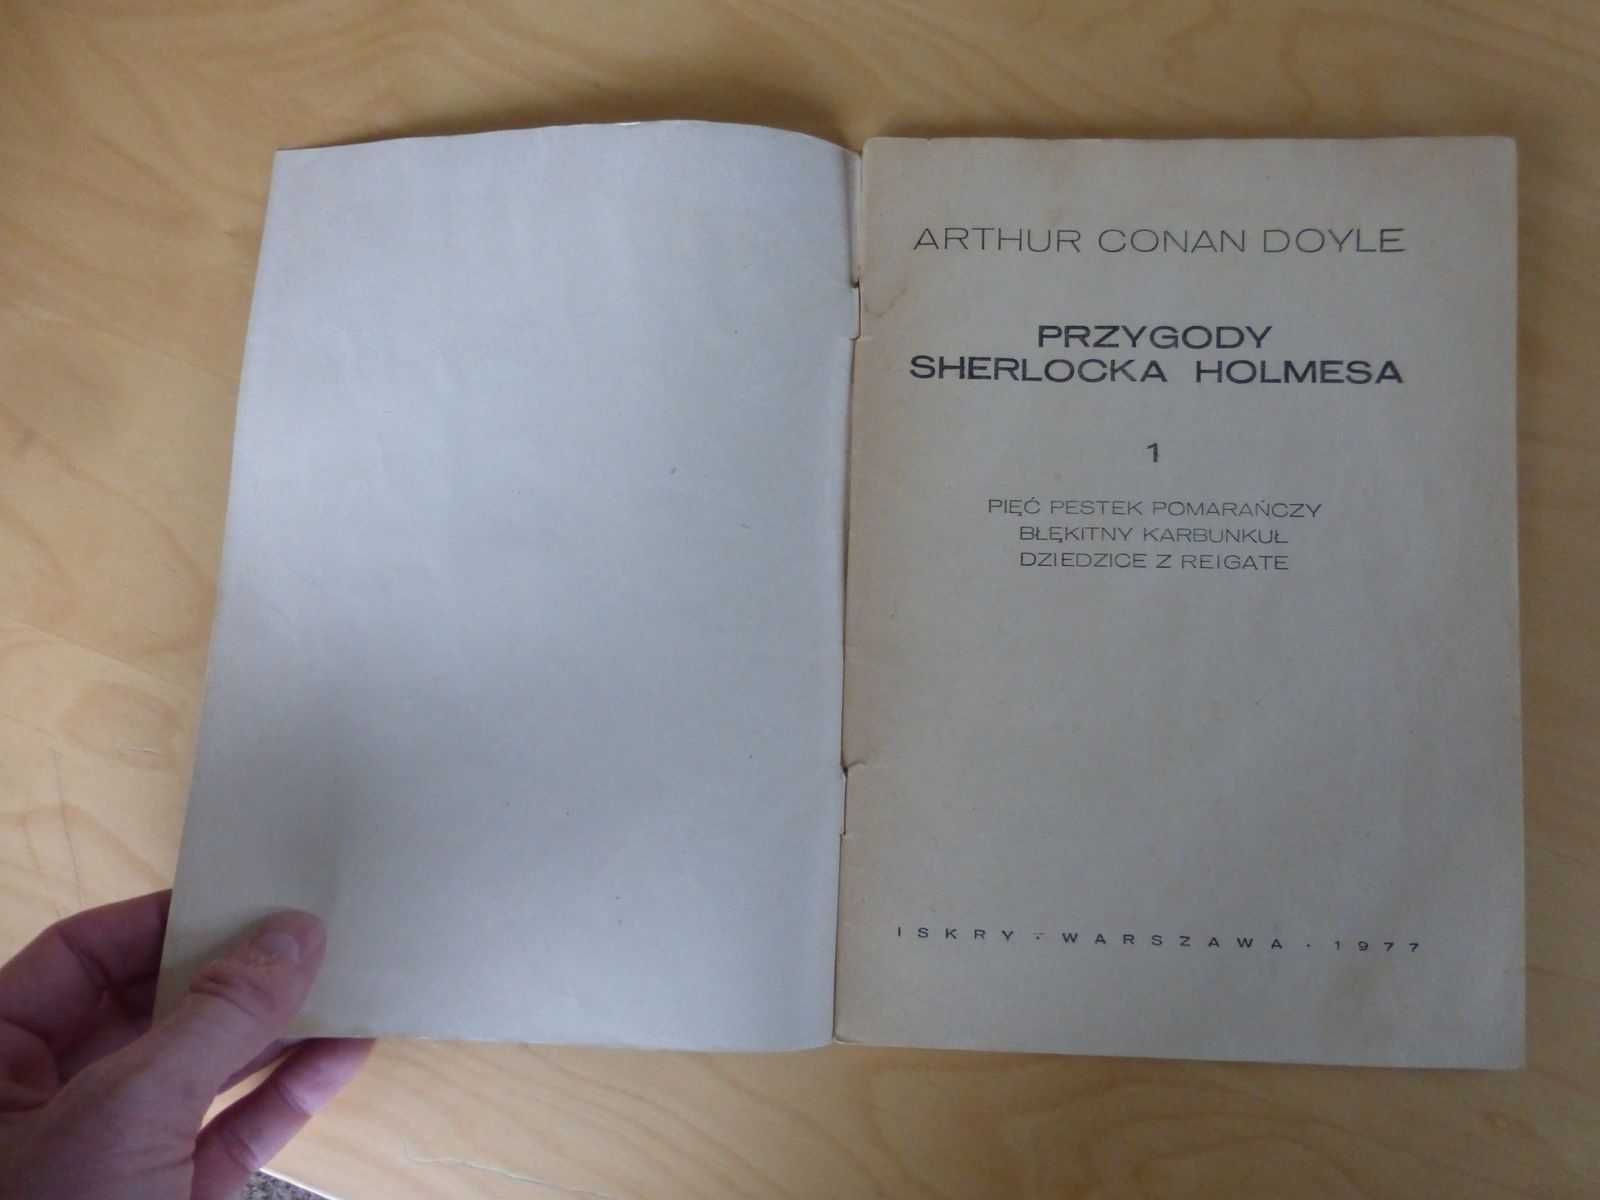 ARTHUR CONAN DOYLE
PRZYGODY
SHERLOCKA HOLMESA
1
PIĘĆ PESTEK POMARAŃCZY
BŁĘKITNY KARBUNKUŁ
DZIEDZICE Z REIGATE
ISKRY · WARSZAWA · 1977